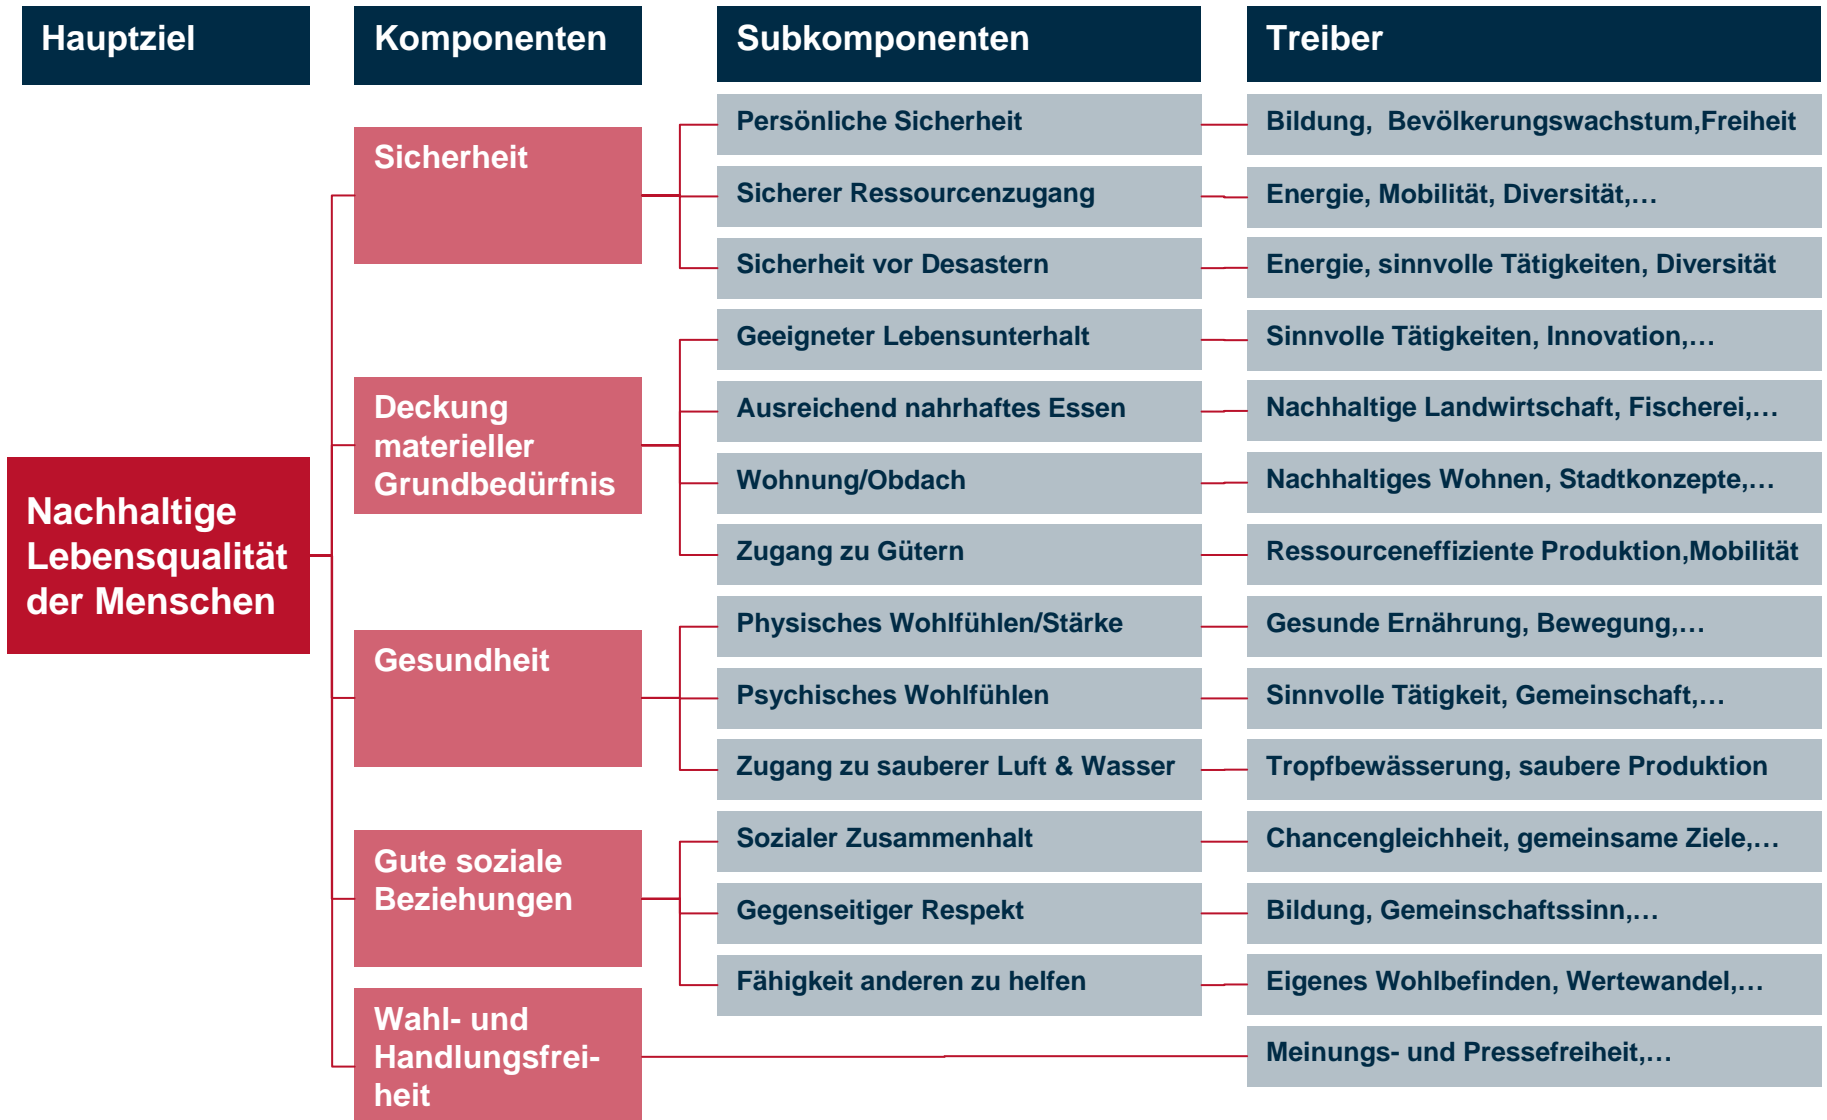 Hauptziel
Komponenten
Subkomponenten
Treiber
Nachhaltige
Lebensqualität
der Menschen
Sicherheit
Persönliche Sicherheit
Bildung,  Bevölkerungswachstum,Freiheit
Sicherer Ressourcenzugang
Energie, Mobilität, Diversität,…
Sicherheit vor Desastern
Energie, sinnvolle Tätigkeiten, Diversität
Deckung
materieller
Grundbedürfnis
Geeigneter Lebensunterhalt
Sinnvolle Tätigkeiten, Innovation,…
Ausreichend nahrhaftes Essen
Nachhaltige Landwirtschaft, Fischerei,…
Wohnung/Obdach
Nachhaltiges Wohnen, Stadtkonzepte,…
Zugang zu Gütern
Ressourceneffiziente Produktion,Mobilität
Gesundheit
Physisches Wohlfühlen/Stärke
Gesunde Ernährung, Bewegung,…
Psychisches Wohlfühlen
Sinnvolle Tätigkeit, Gemeinschaft,…
Zugang zu sauberer Luft & Wasser
Tropfbewässerung, saubere Produktion
Gute soziale
Beziehungen
Sozialer Zusammenhalt
Chancengleichheit, gemeinsame Ziele,…
Gegenseitiger Respekt
Bildung, Gemeinschaftssinn,…
Fähigkeit anderen zu helfen
Eigenes Wohlbefinden, Wertewandel,…
Wahl- und
Handlungsfrei-
heit
Meinungs- und Pressefreiheit,…